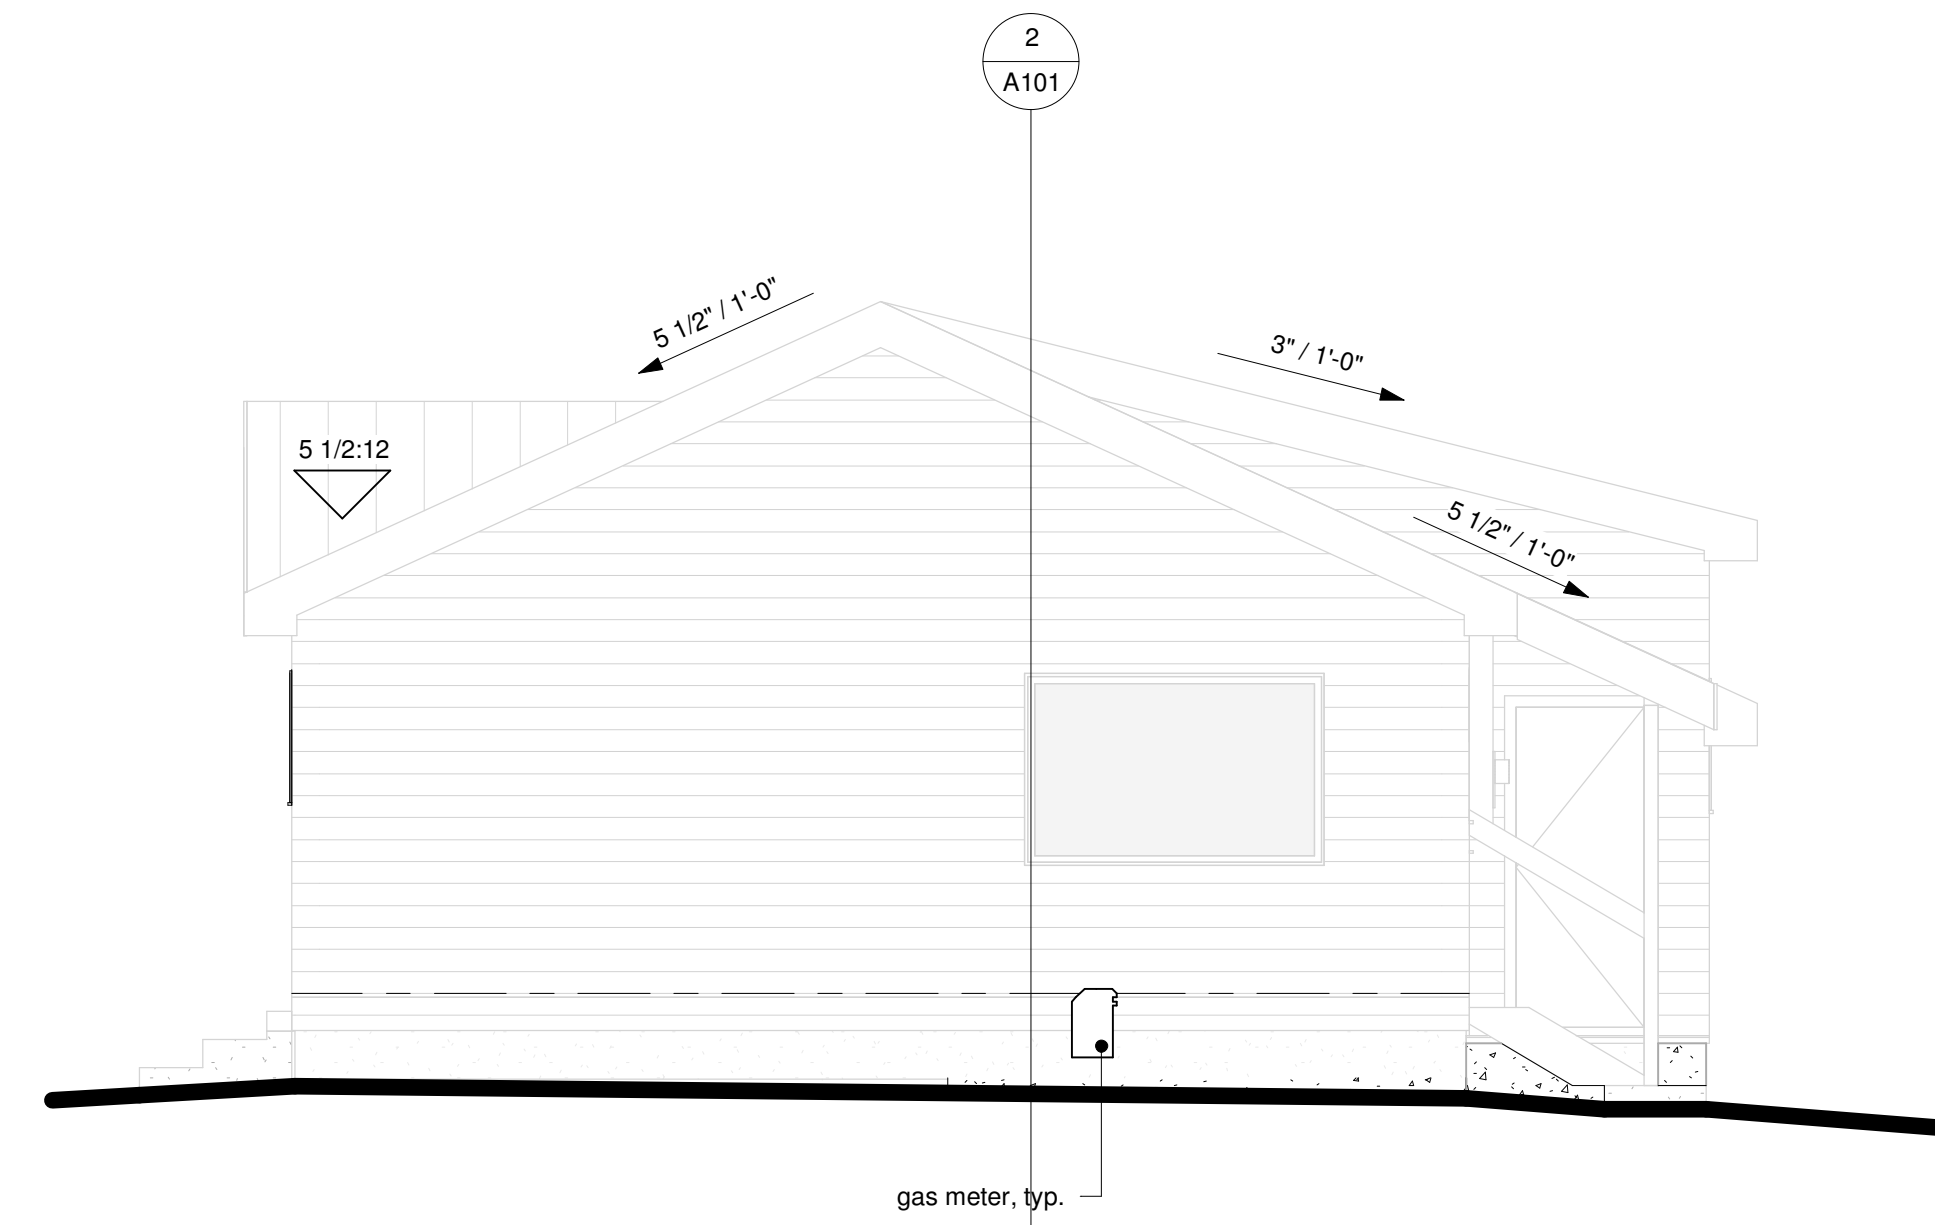 2
A101
5 1/2" / 1'-0"
3" / 1'-0"
5 1/2:12
5 1/2" / 1'-0"
gas meter, typ.